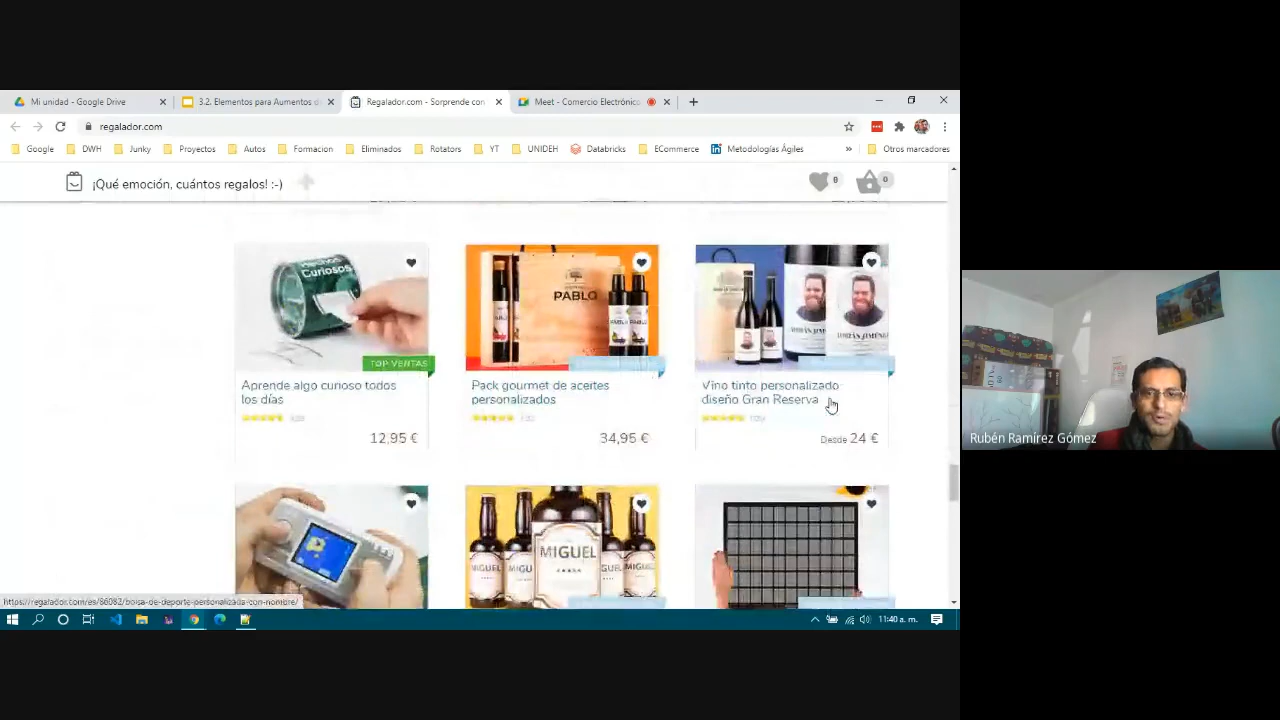 Mi unidad - Google Drive
3.2. Elementos para Aumentos d
Regalador.com - Sorprende con
Meet - Comercio Electrónic
regalador.com
Google
DWH
Junky
Proyectos
Autos
Formacion
Eliminados
Rotators
YT
UNIDEH
Databricks
ECommerce
Metodologías Ágiles
»
Otros marcadores
¡Qué emoción, cuántos regalos! :-)
0
0
Curiosos
PABLO
TOP VENTAS
Aprende algo curioso todos
los días
12,95 €
Pack gourmet de aceites
personalizados
34,95 €
Vino tinto personalizado
diseño Gran Reserva
Desde 24 €
MIGUEL
https://regalador.com/es/86082/bolsa-de-deporte-personalizada-con-nombre/
11:40 a. m.
Rubén Ramírez Gómez